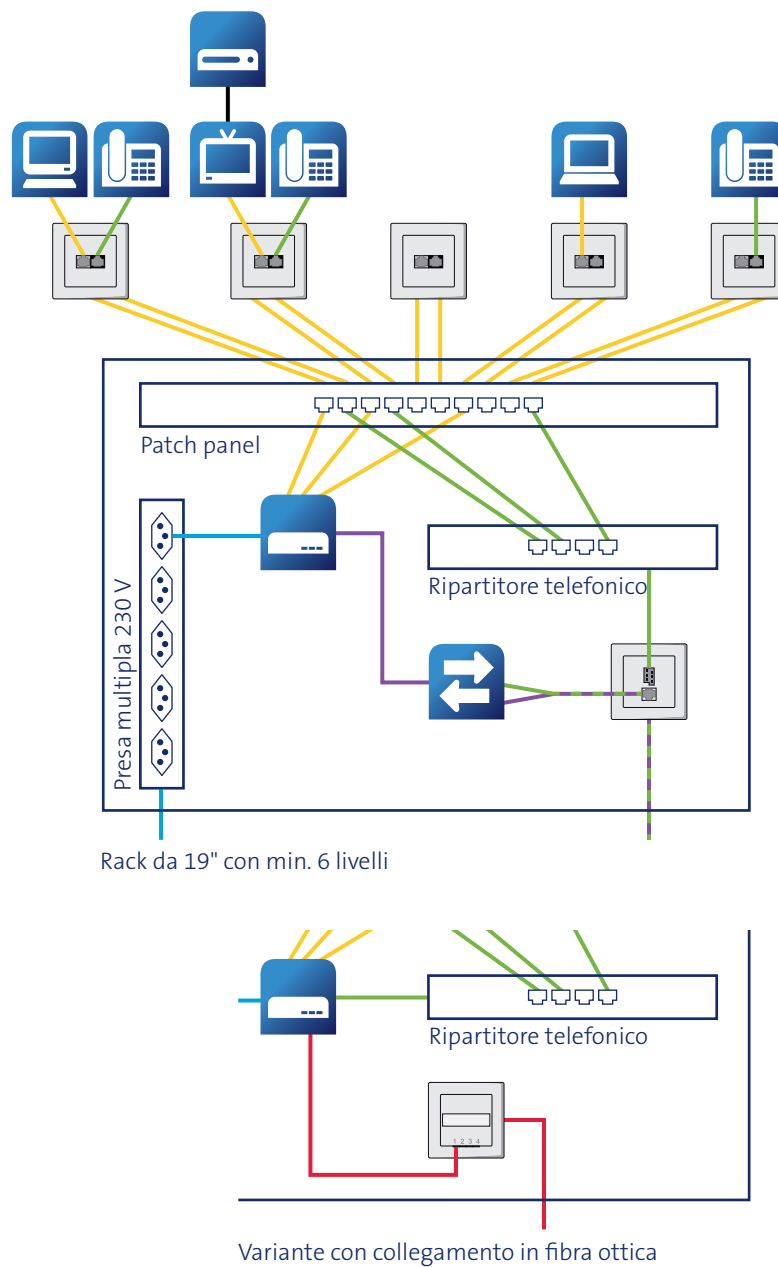 Patch panel
Ripartitore telefonico
Presa multipla 230 V
Rack da 19" con min. 6 livelli
Ripartitore telefonico
1 2 3 4
Variante con collegamento in fibra ottica